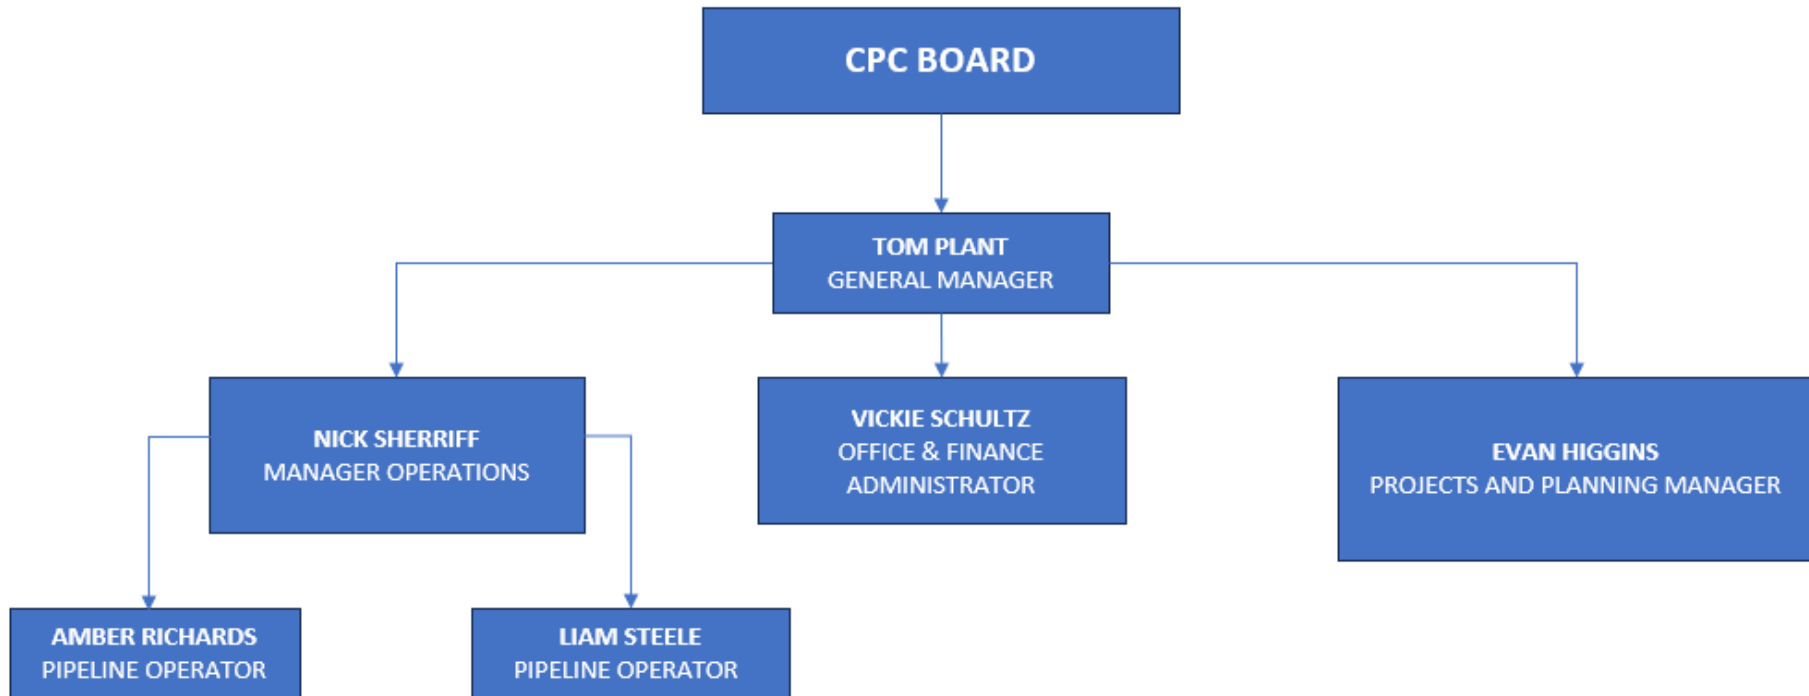 CPC BOARD
TOM PLANT
GENERAL MANAGER
NICK SHERRIFF
MANAGER OPERATIONS
VICKIE SCHULTZ
OFFICE & FINANCE
ADMINISTRATOR
EVAN HIGGINS
PROJECTS AND PLANNING MANAGER
AMBER RICHARDS
PIPELINE OPERATOR
LIAM STEELE
PIPELINE OPERATOR